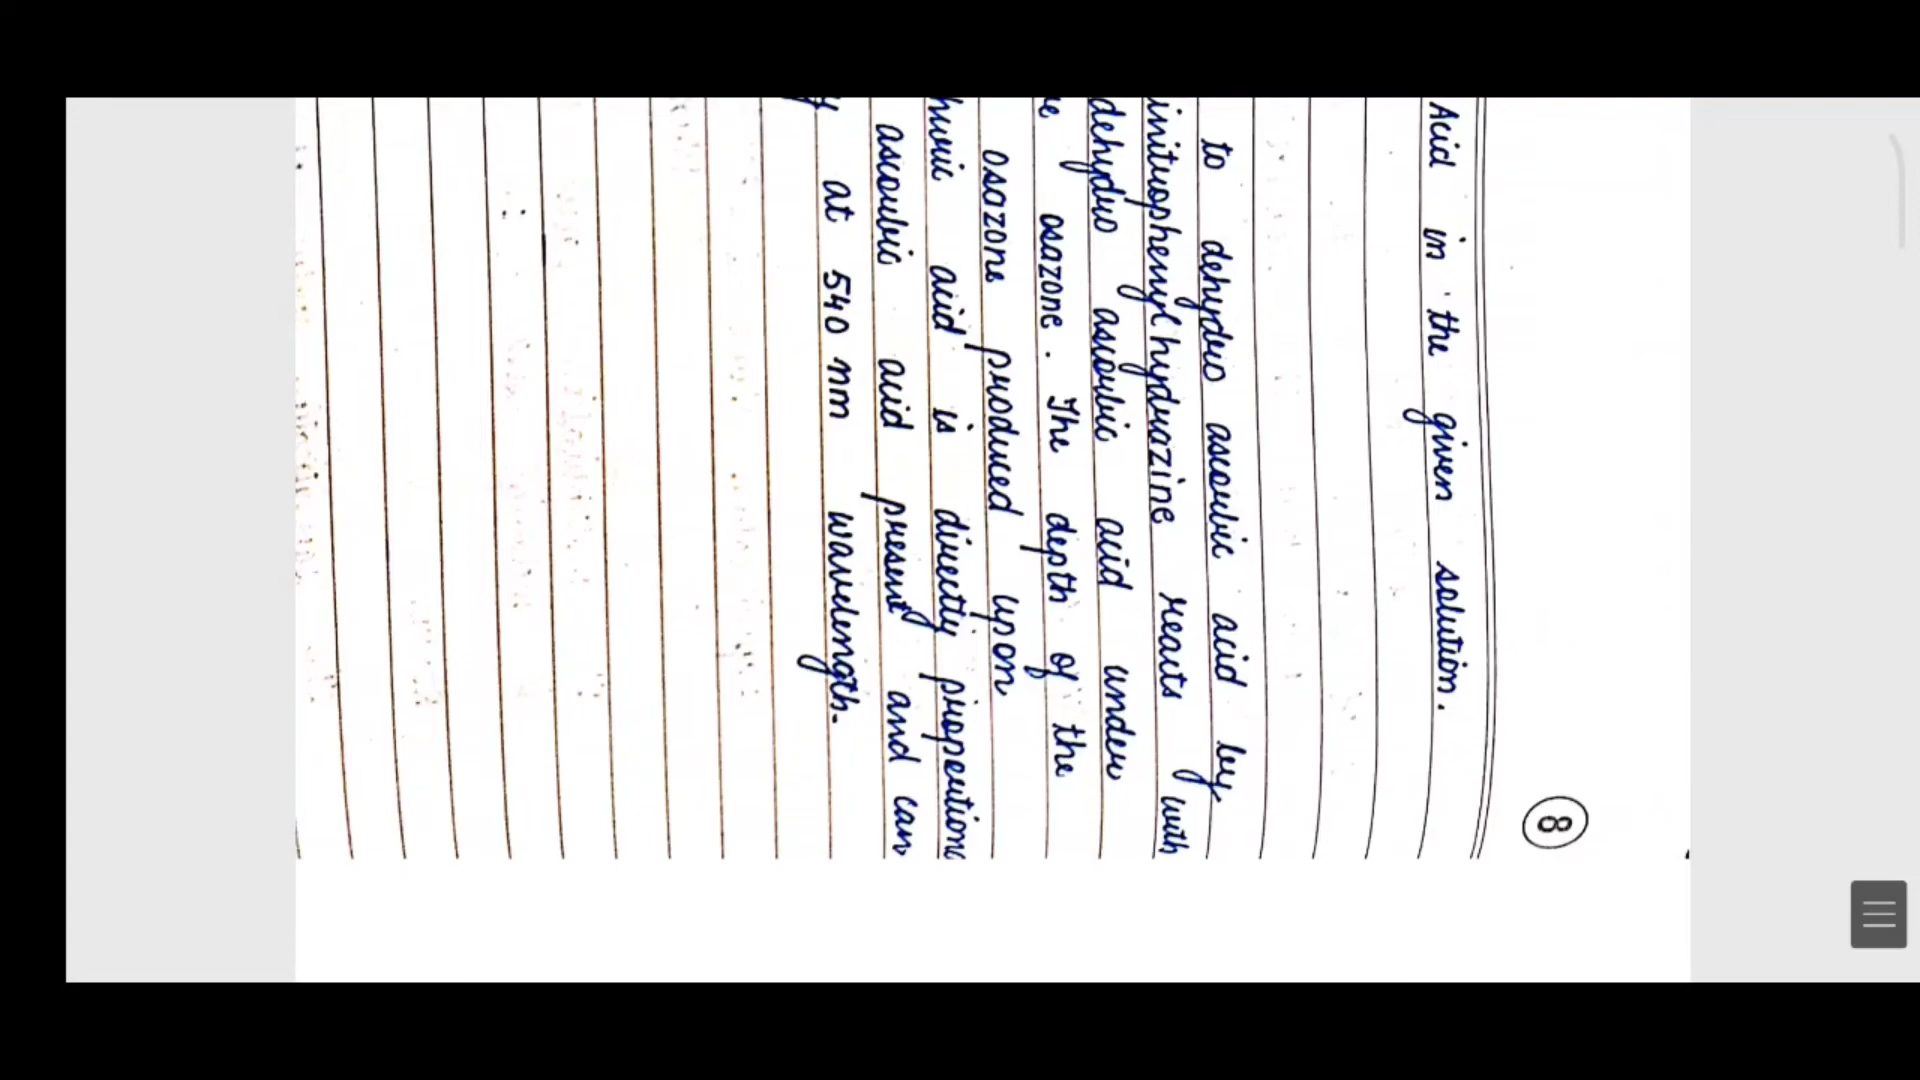 8
Acid in the given solution.
to dehydro ascorbic acid by
initrophenyl hydrazine reacts with
dehydro ascorbic acid under
osazone. The depth of the
osazone produced upon
huric acid is directly proportiona
ascorbic acid present and can
at 540 nm wavelength.